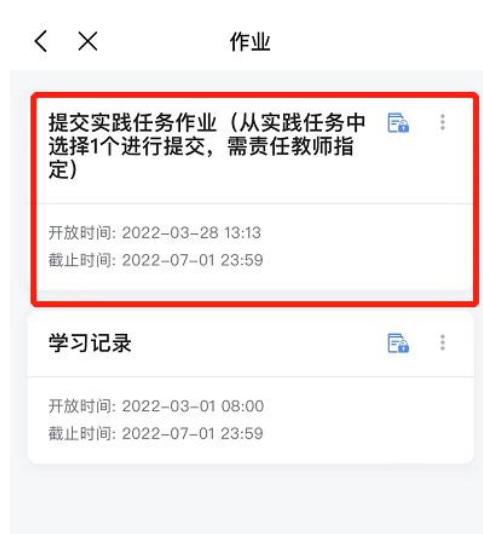 作业
提交实践任务作业（从实践任务中
选择1个进行提交，需责任教师指
定）
开放时间: 2022-03-28 13:13
截止时间: 2022-07-01 23:59
学习记录
开放时间: 2022-03-01 08:00
截止时间: 2022-07-01 23:59